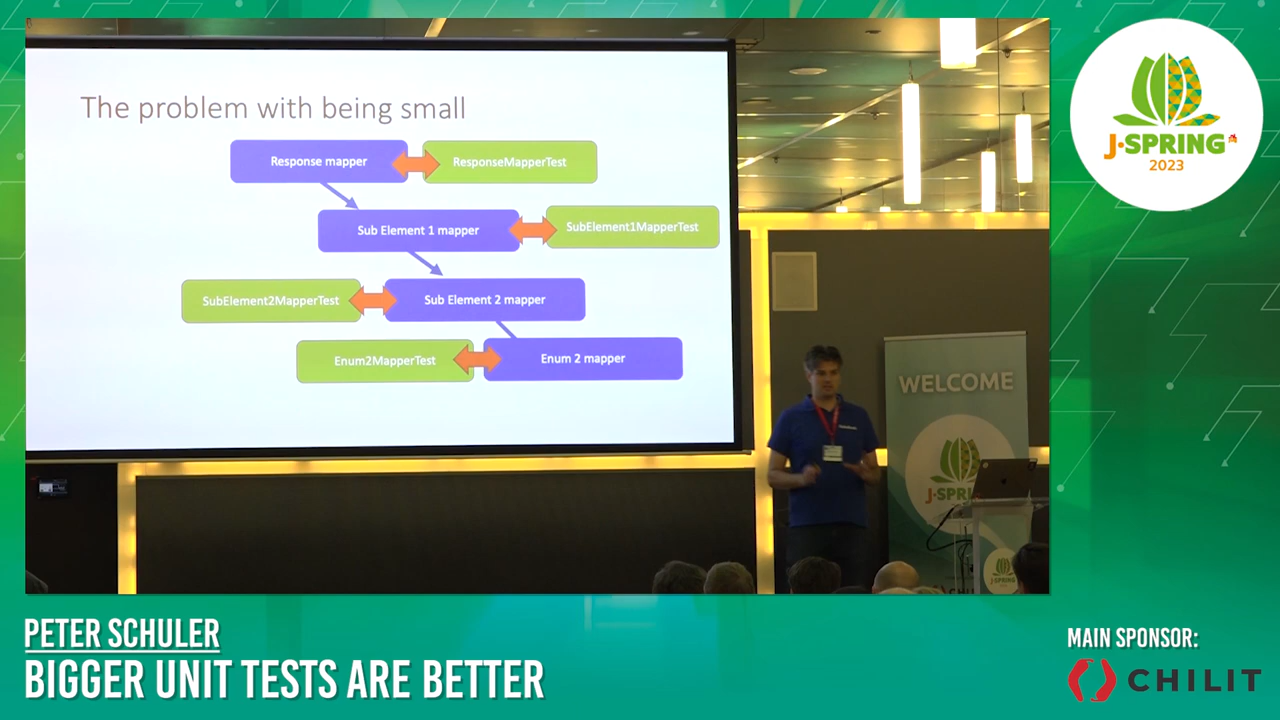 The problem with being small
Response mapper
ResponseMapperTest
Sub Element 1 mapper
SubElement1MapperTest
SubElement2MapperTest
Sub Element 2 mapper
Enum2MapperTest
Enum 2 mapper
WELCOME
J·SPRI
J·SPRING
J·SPRING
2023
PETER SCHULER
BIGGER UNIT TESTS ARE BETTER
MAIN SPONSOR:
CHILIT